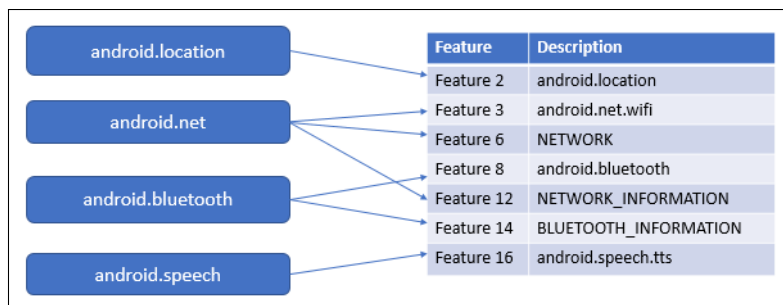 android.location
android.net
android.bluetooth
android.speech
Feature Description
Feature 2 android.location
Feature 3 android.net.wifi
Feature 6 NETWORK
Feature 8 android.bluetooth
Feature 12 NETWORK_INFORMATION
Feature 14 BLUETOOTH_INFORMATION
Feature 16 android.speech.tts